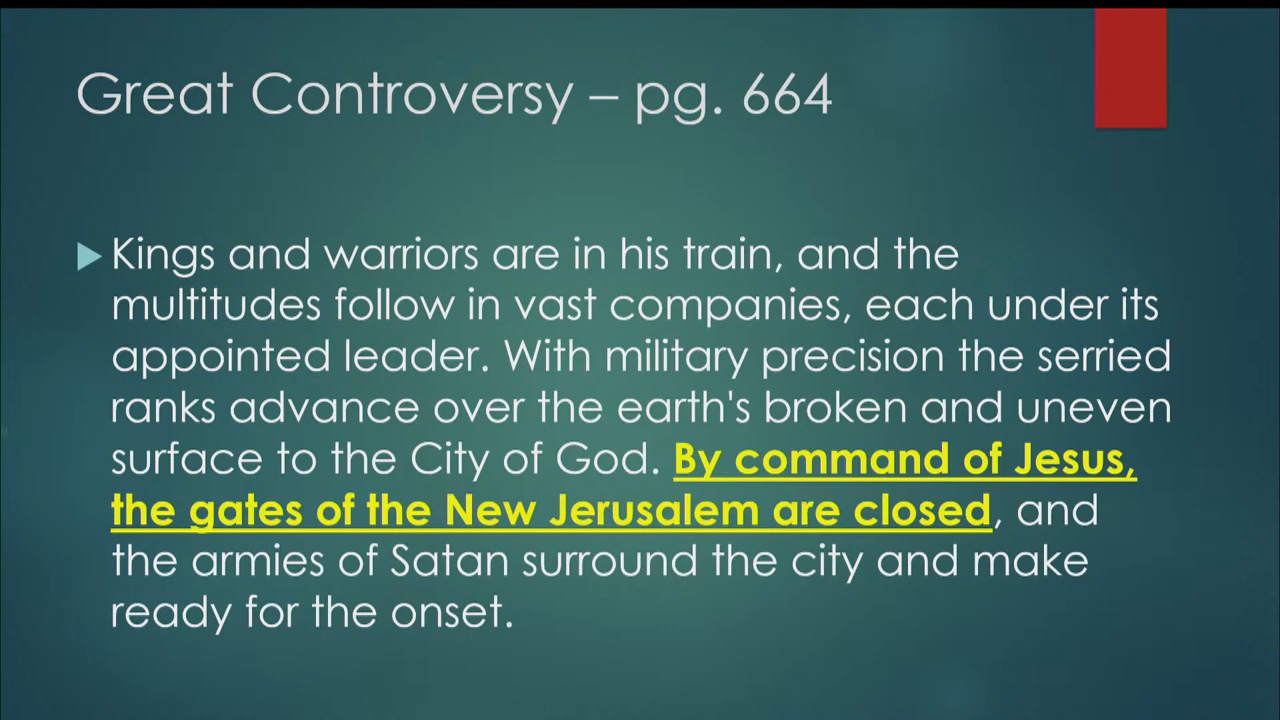 Great Controversy – pg. 664
Kings and warriors are in his train, and the
multitudes follow in vast companies, each under its
appointed leader. With military precision the serried
ranks advance over the earth's broken and uneven
surface to the City of God. By command of Jesus,
the gates of the New Jerusalem are closed, and
the armies of Satan surround the city and make
ready for the onset.